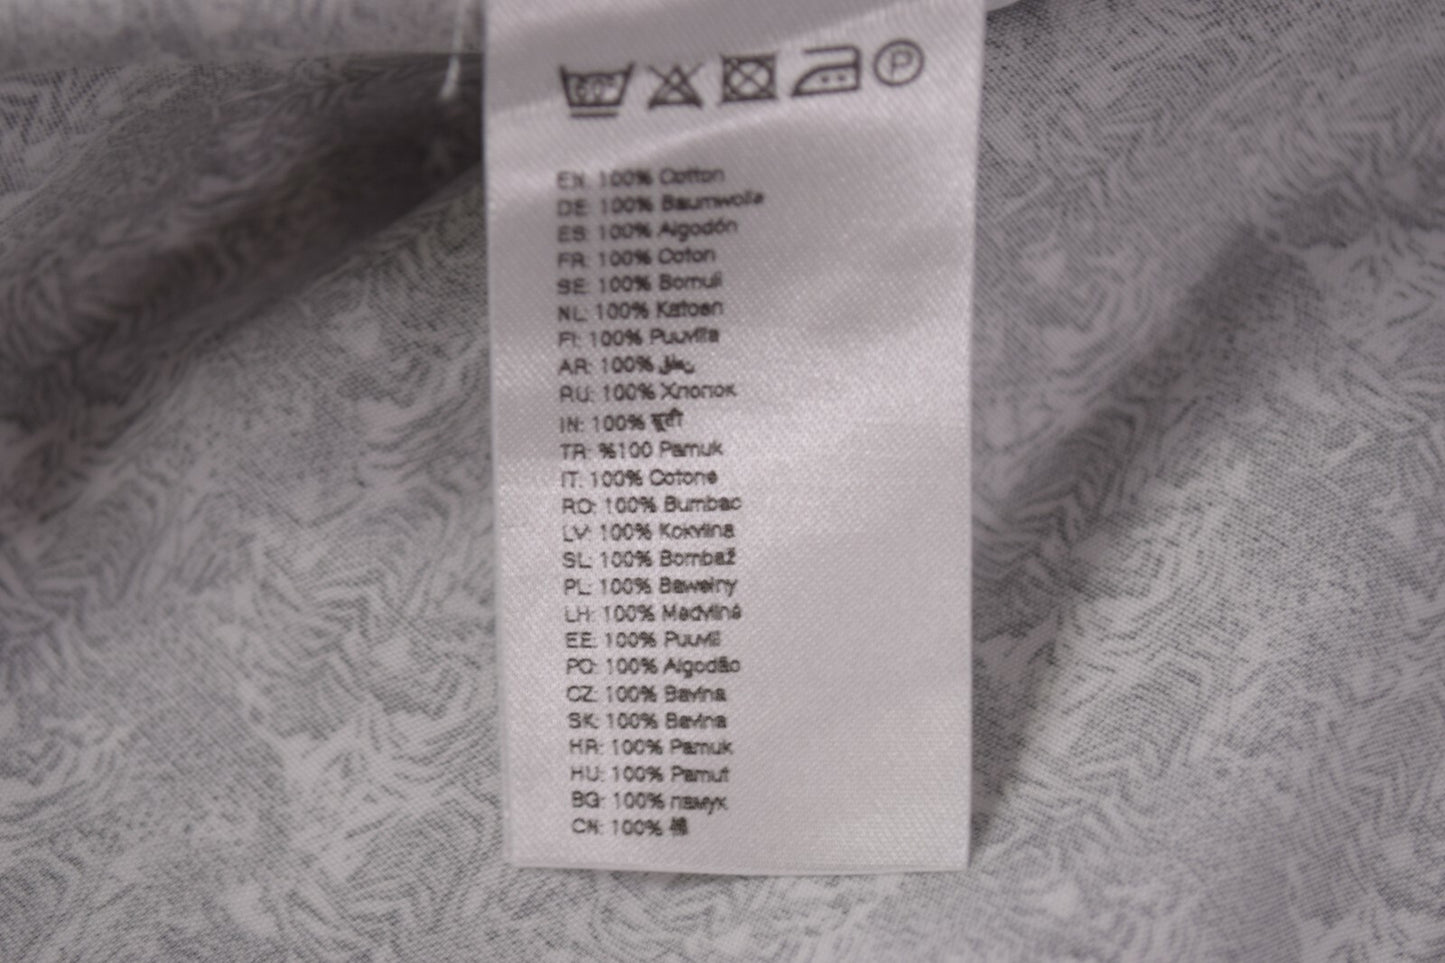 P
EN: 100% Cotton
DE: 100% Baumwolle
ES: 100% Algodón
FR: 100% Coton
SE: 100% Bomull
NL: 100% Katoen
FI: 100% Puuvilla
AR: 100%
RU: 100% Хлопок
IN: 100% सूती
TR: %100 Pamuk
IT: 100% Cotone
RO: 100% Bumbac
LV: 100% Kokvilna
SL: 100% Bombaž
PL: 100% Bawełny
LH: 100% Medvilnė
EE: 100% Puuvill
PO: 100% Algodão
CZ: 100% Bavlna
SK: 100% Bavlna
HR: 100% Pamuk
HU: 100% Pamut
BG: 100% памук
CN: 100% 棉